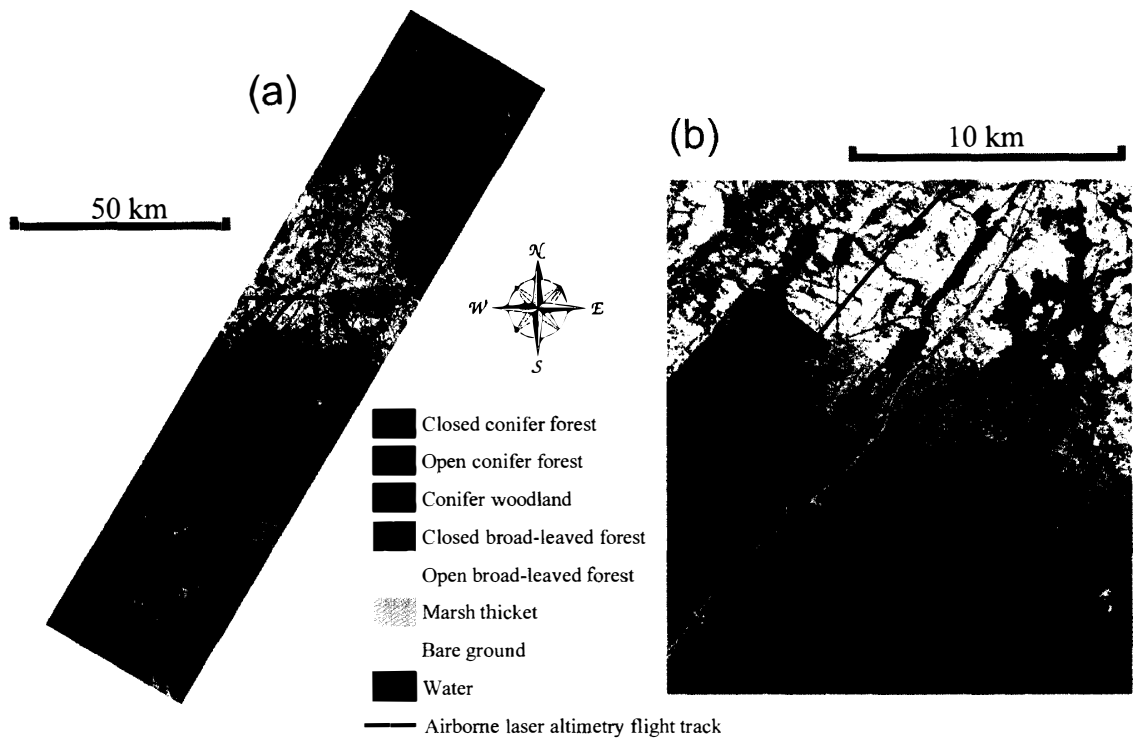 (a)
(b)
10 km
50 km
N
W
E
S
Closed conifer forest
Open conifer forest
Conifer woodland
Closed broad-leaved forest
Open broad-leaved forest
Marsh thicket
Bare ground
Water
Airborne laser altimetry flight track